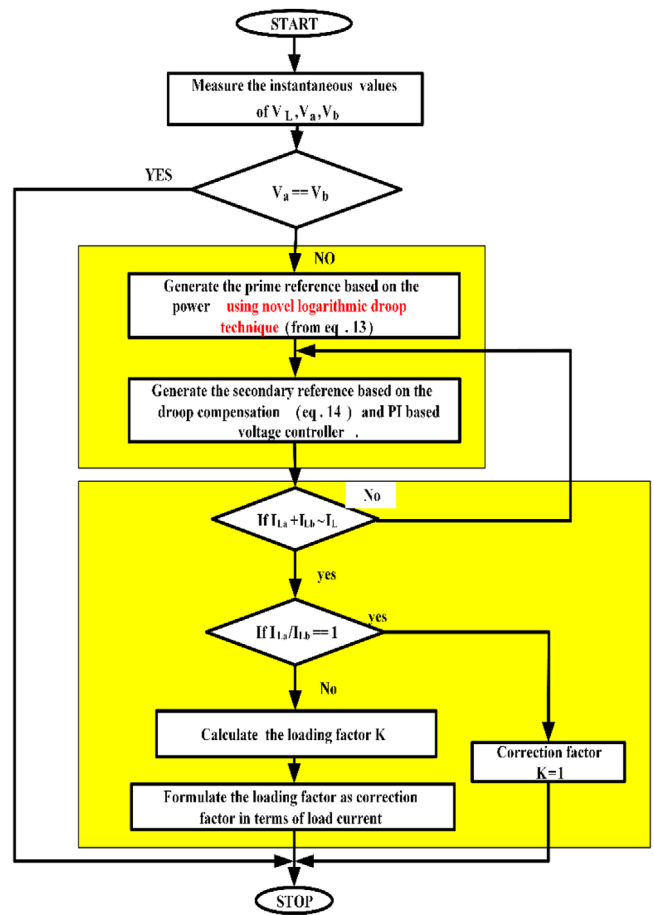 START
Measure the instantaneous values
of V L ,Va ,Vb
YES
Va == Vb
NO
Generate the prime reference based on the
power using novel logarithmic droop
technique (from eq . 13)
Generate the secondary reference based on the
droop compensation (eq . 14 ) and PI based
voltage controller .
No
If ILa +ILb ~IL
yes
If ILa/ILb == 1
yes
No
Calculate the loading factor K
Correction factor
K=1
Formulate the loading factor as correction
factor in terms of load current
STOP